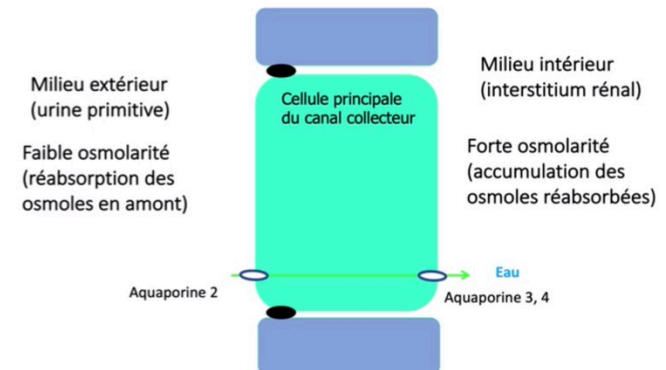 Milieu extérieur
(urine primitive)
Faible osmolarité
(réabsorption des
osmoles en amont)
Cellule principale
du canal collecteur
Milieu intérieur
(interstitium rénal)
Forte osmolarité
(accumulation des
osmoles réabsorbées)
Eau
Aquaporine 2
Aquaporine 3, 4